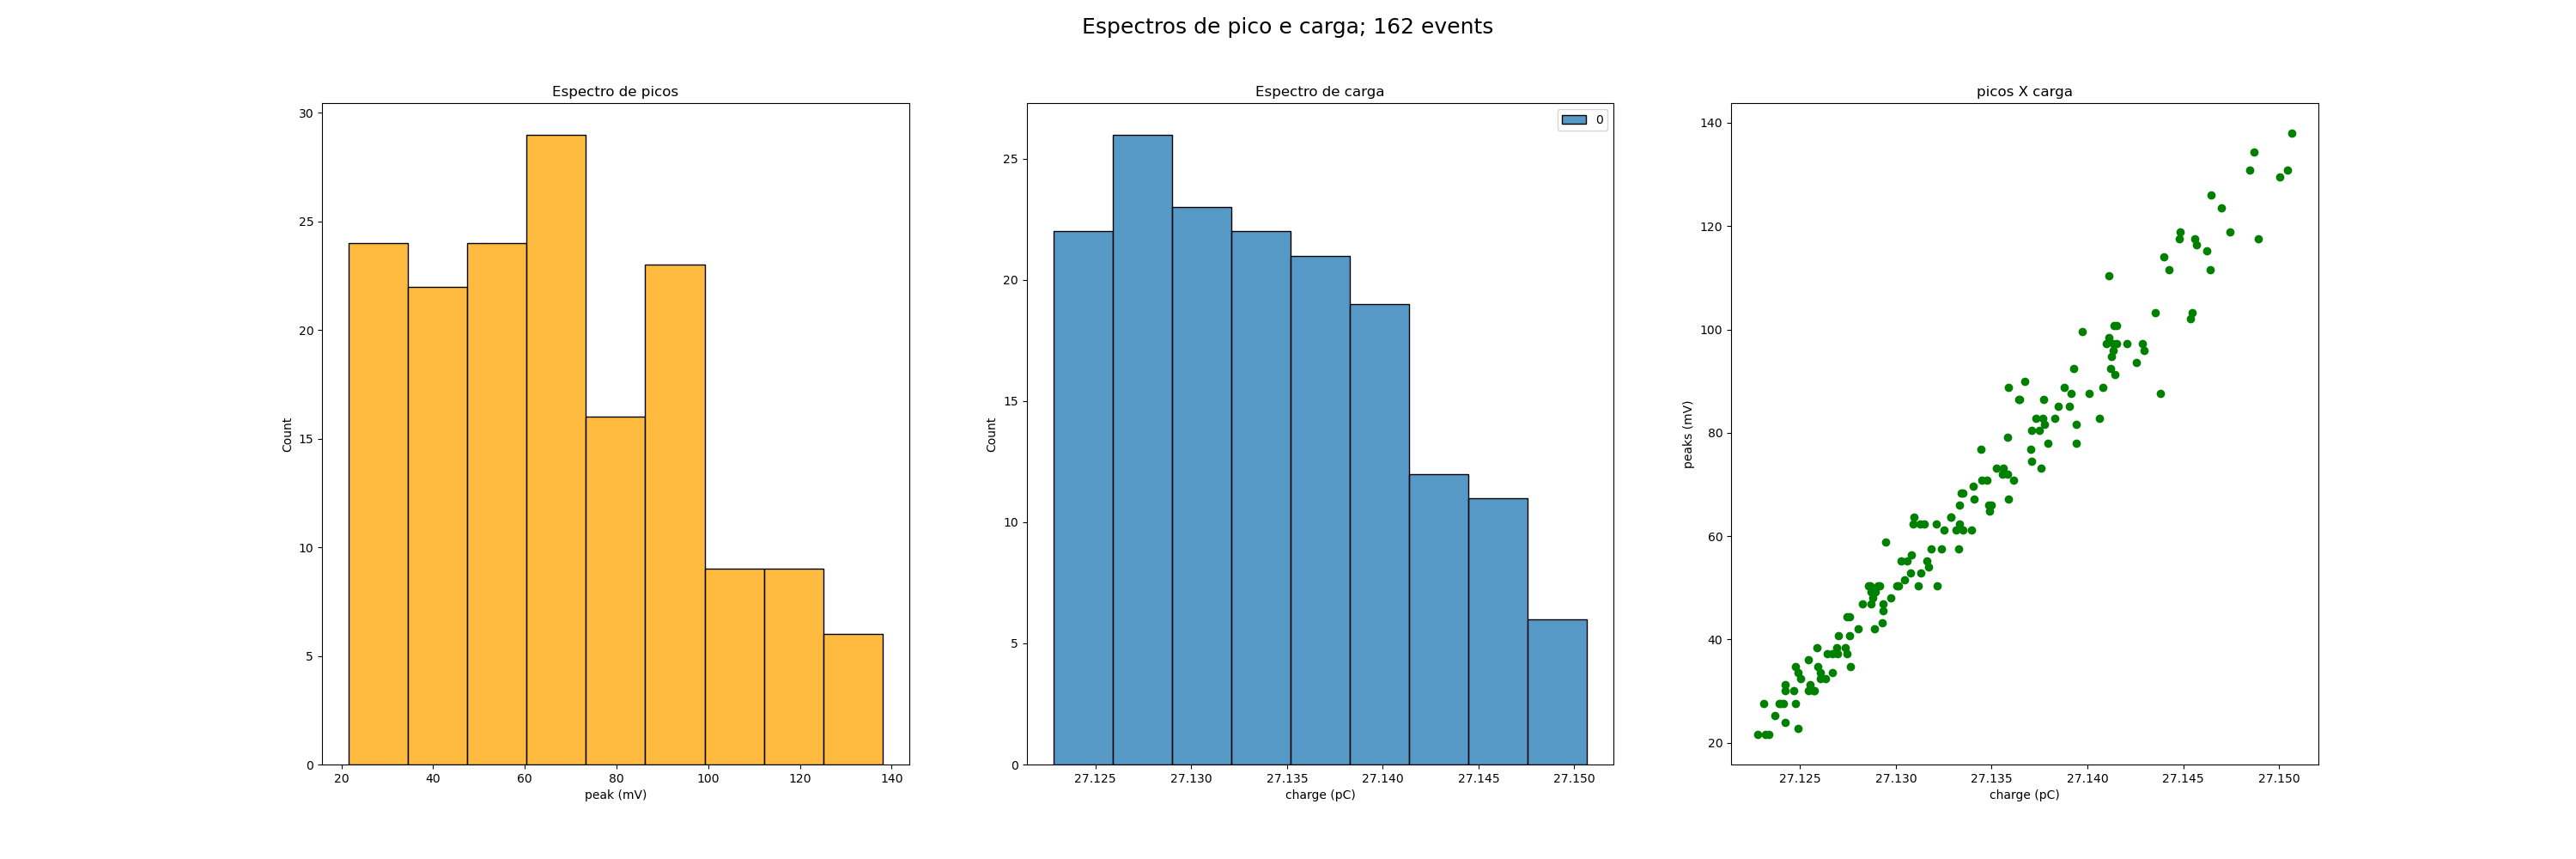 Espectros de pico e carga; 162 events
Espectro de picos
30
25
20
15
10
5
0
Count
20 40 60 80 100 120 140
peak (mV)
Espectro de carga
0
25
20
15
10
5
0
Count
27.125 27.130 27.135 27.140 27.145 27.150
charge (pC)
picos X carga
140
120
100
80
60
40
20
peaks (mV)
27.125 27.130 27.135 27.140 27.145 27.150
charge (pC)